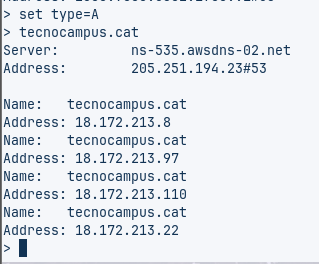 > set type=A
> tecnocampus.cat
Server:         ns-535.awsdns-02.net
Address:        205.251.194.23#53

Name:   tecnocampus.cat
Address: 18.172.213.8
Name:   tecnocampus.cat
Address: 18.172.213.97
Name:   tecnocampus.cat
Address: 18.172.213.110
Name:   tecnocampus.cat
Address: 18.172.213.22
>